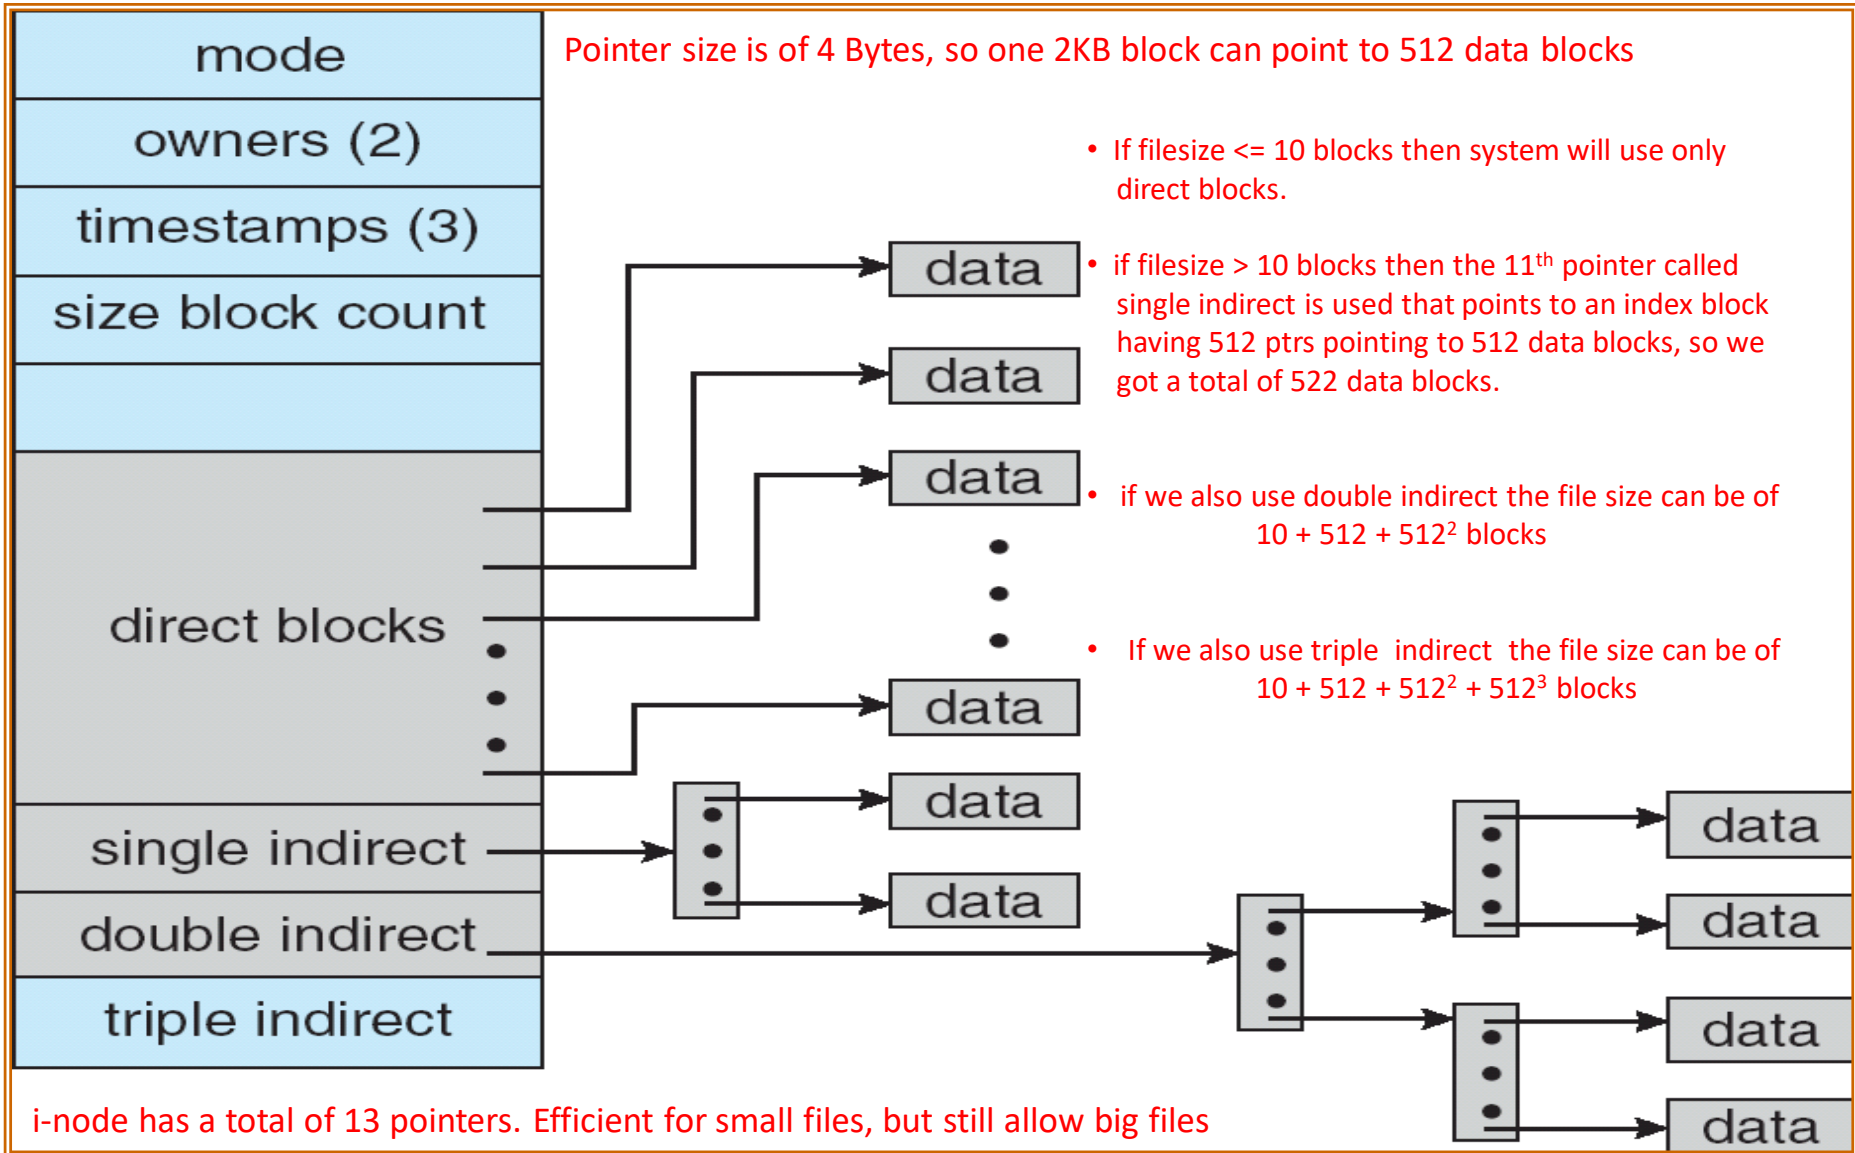 mode
owners (2)
timestamps (3)
size block count
direct blocks
single indirect
double indirect
triple indirect
Pointer size is of 4 Bytes, so one 2KB block can point to 512 data blocks
• If filesize <= 10 blocks then system will use only
direct blocks.
• if filesize > 10 blocks then the 11th pointer called
single indirect is used that points to an index block
having 512 ptrs pointing to 512 data blocks, so we
got a total of 522 data blocks.
• if we also use double indirect the file size can be of
10 + 512 + 512² blocks
• If we also use triple indirect the file size can be of
10 + 512 + 512² + 512³ blocks
data
data
data
data
data
data
data
data
data
data
i-node has a total of 13 pointers. Efficient for small files, but still allow big files